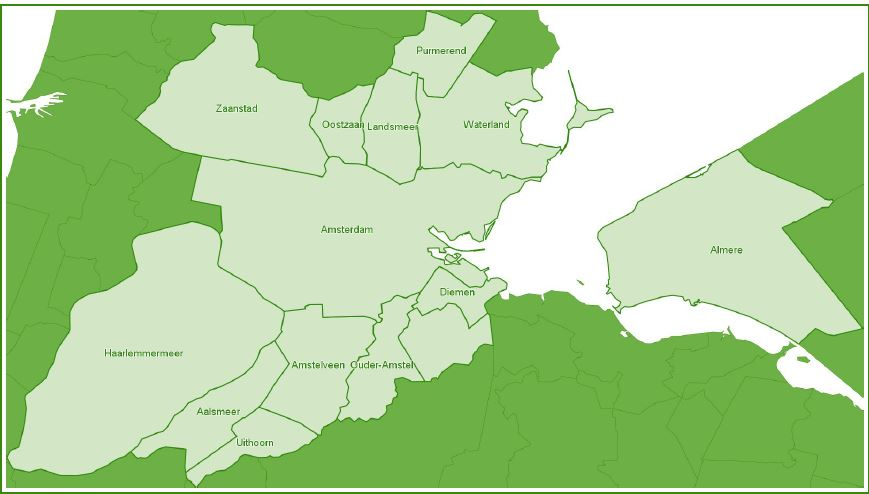 Purmerend
Zaanstad
Oostzaan
Landsmeer
Waterland
Amsterdam
Almere
Diemen
Haarlemmermeer
Amstelveen
Ouder-Amstel
Aalsmeer
Uithoorn